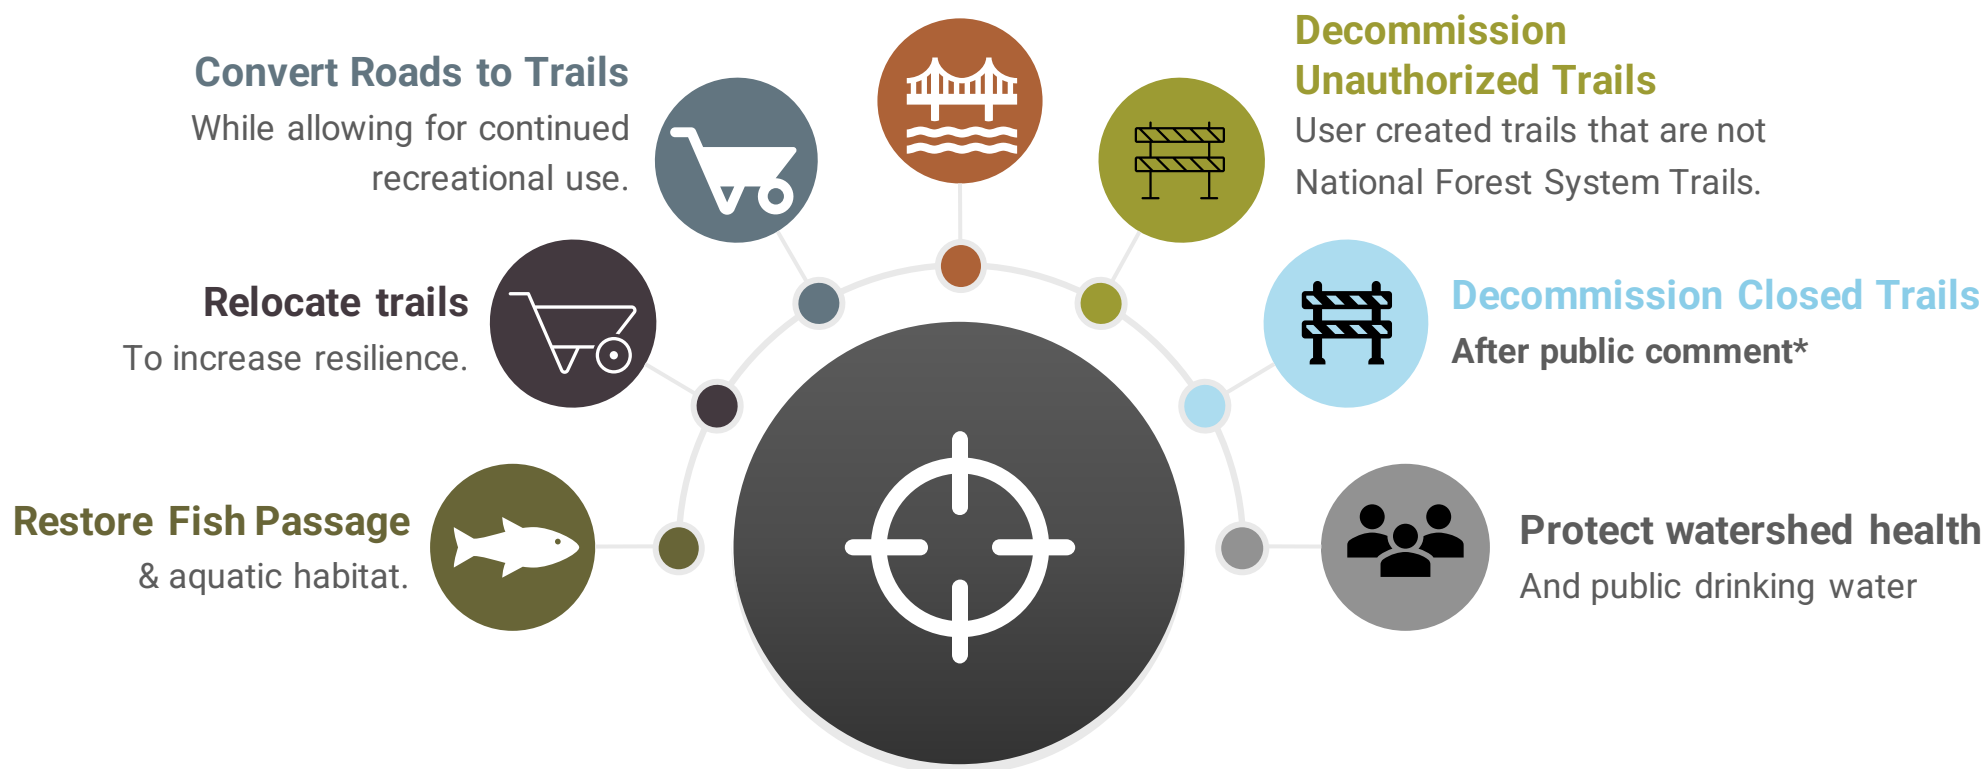 Convert Roads to Trails
While allowing for continued
recreational use.
Relocate trails
To increase resilience.
Restore Fish Passage
& aquatic habitat.
Decommission
Unauthorized Trails
User created trails that are not
National Forest System Trails.
Decommission Closed Trails
After public comment*
Protect watershed health
And public drinking water